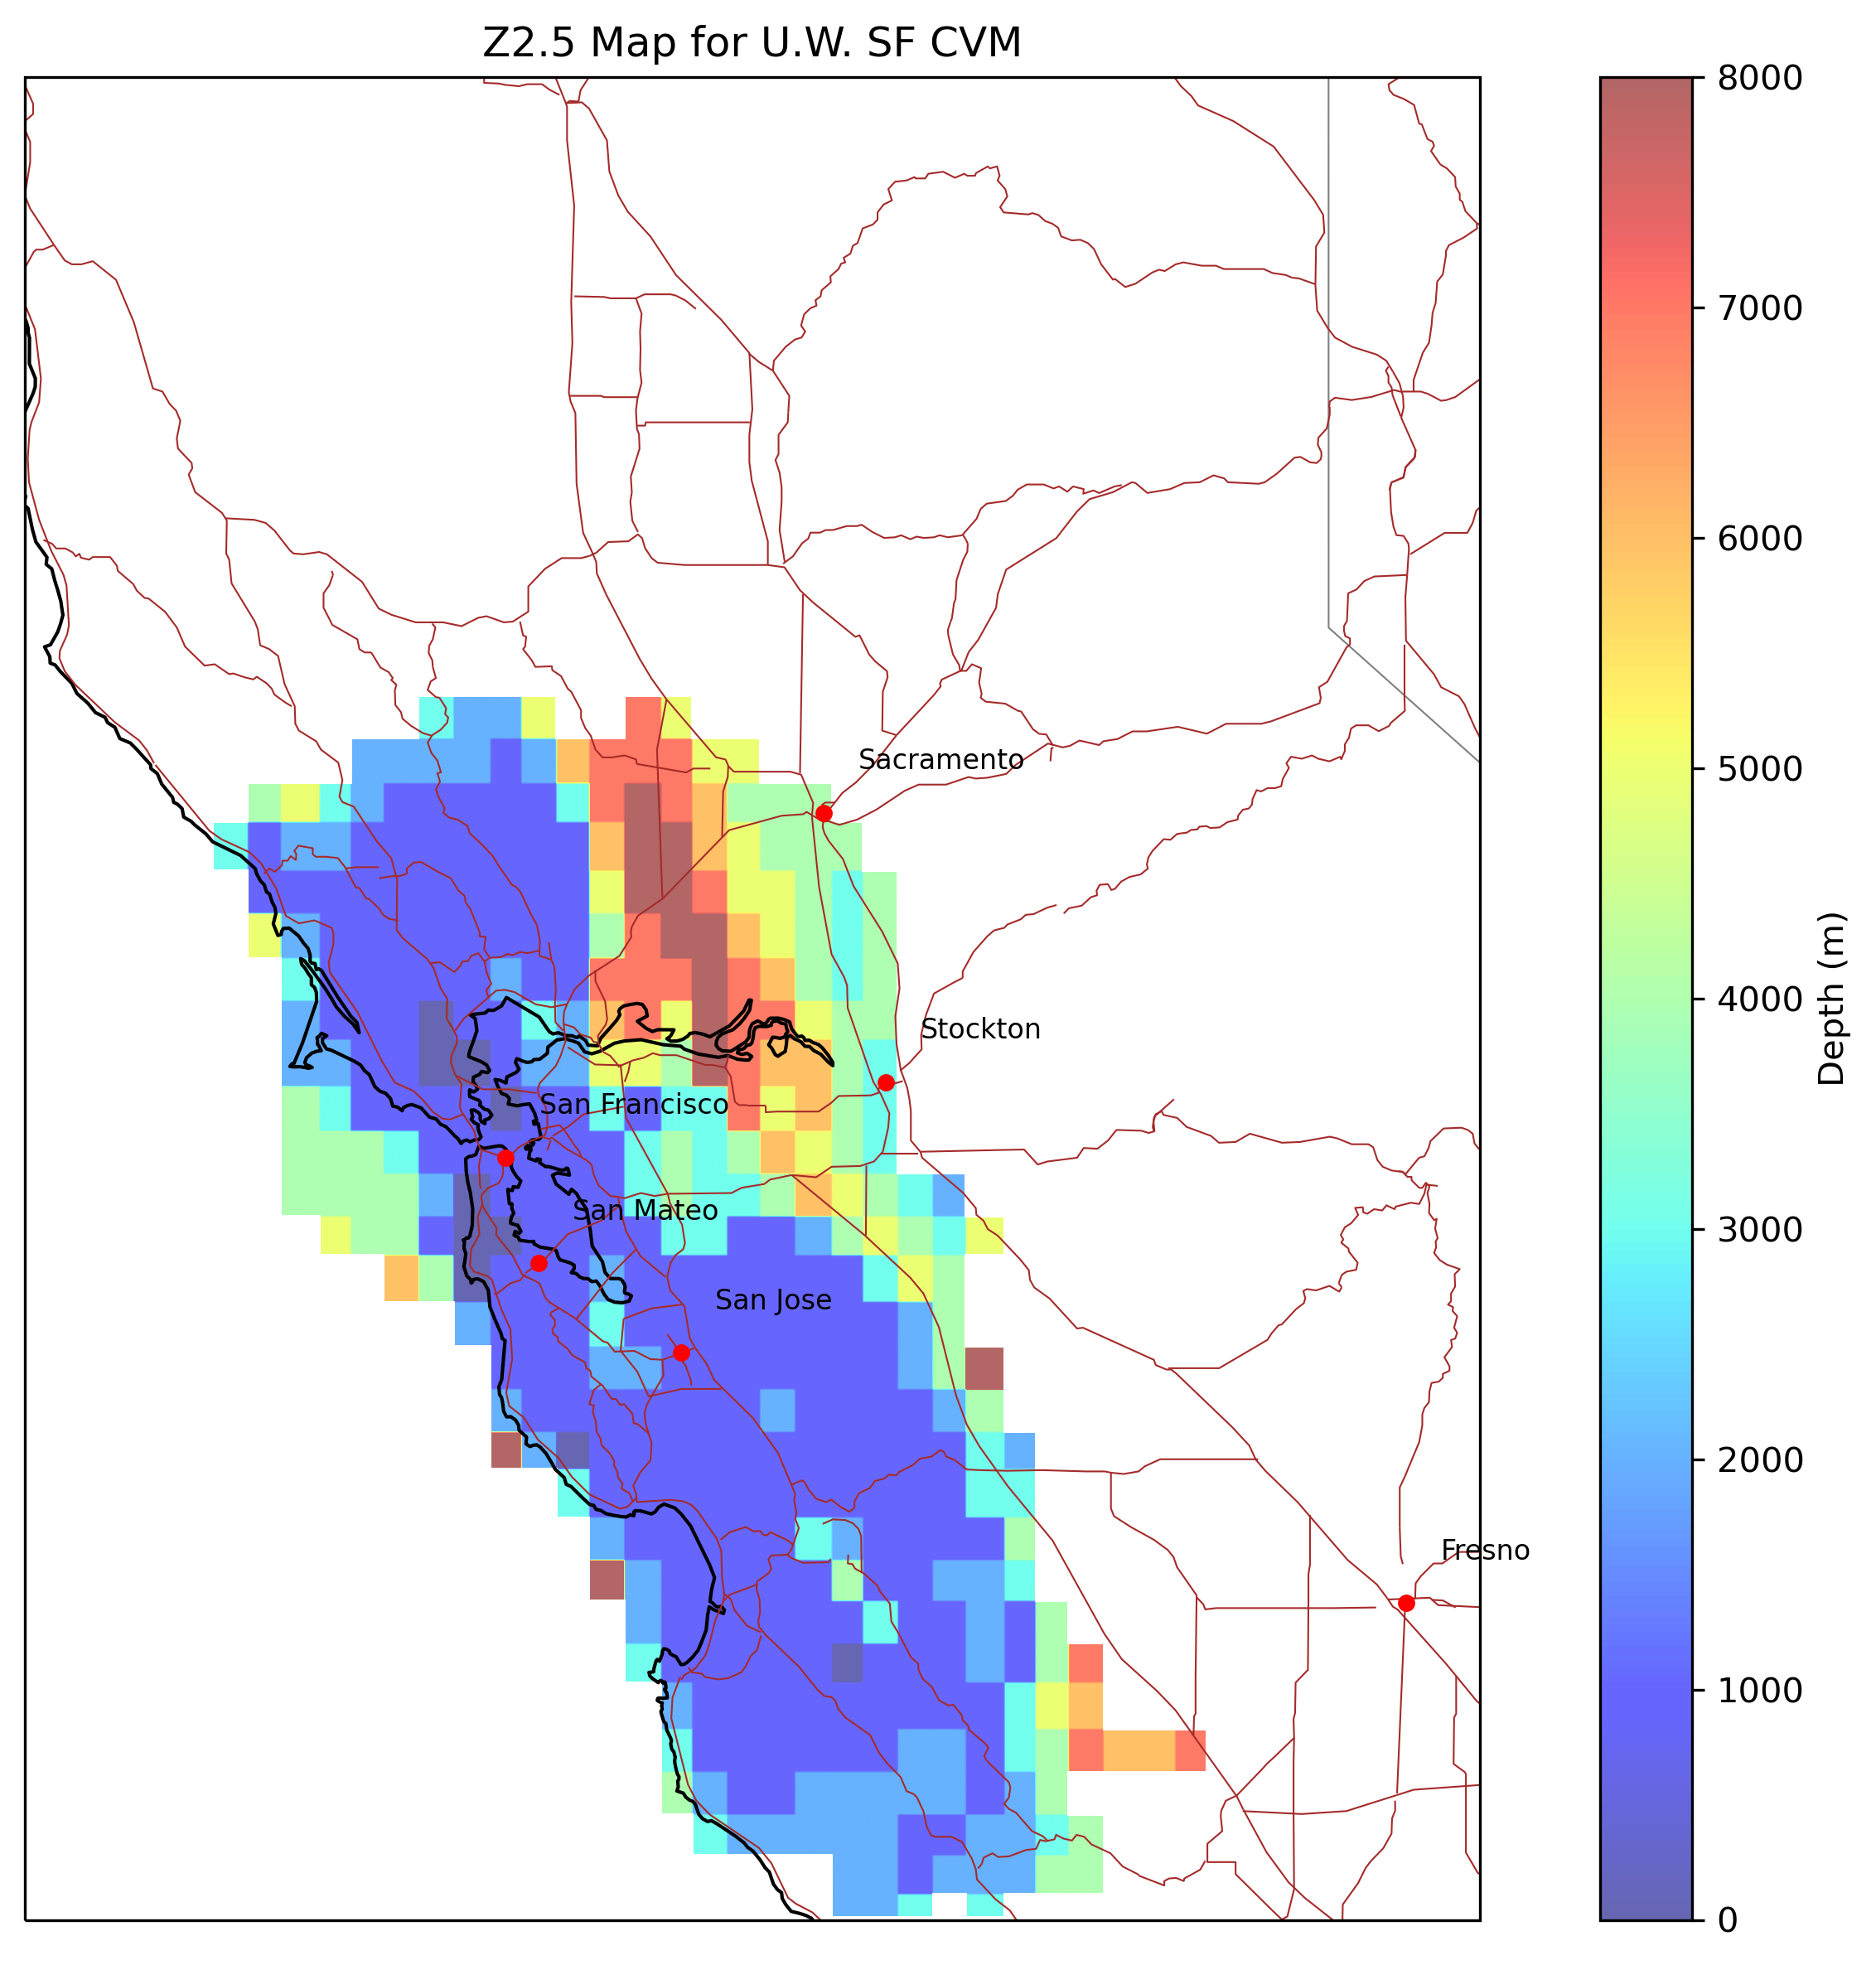 Z2.5 Map for U.W. SF CVM
Sacramento
Stockton
San Francisco
San Mateo
San Jose
Fresno
8000
7000
6000
5000
4000
3000
2000
1000
0
Depth (m)